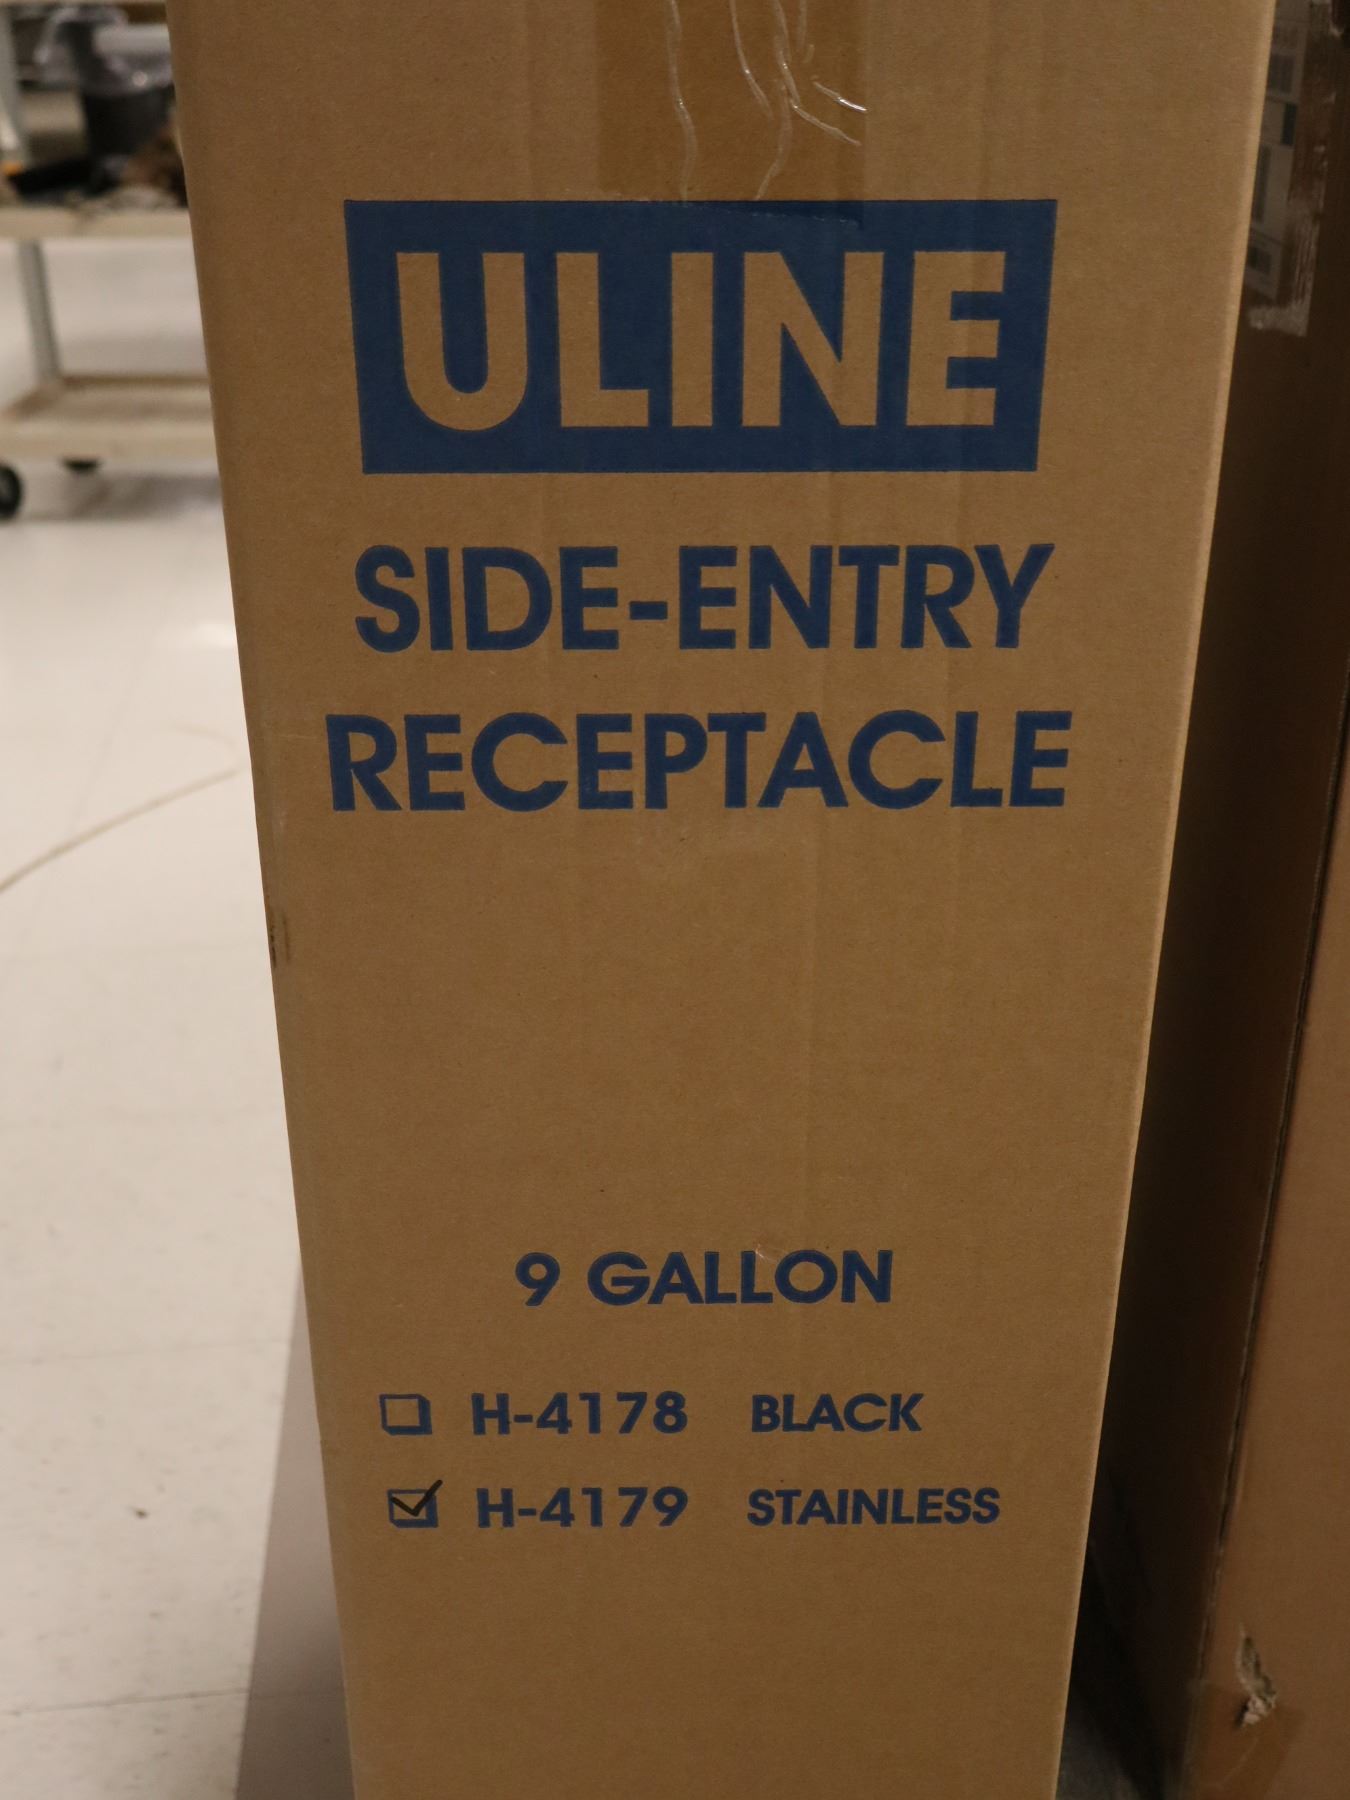 ULINE
SIDE-ENTRY
RECEPTACLE
9 GALLON
H-4178 BLACK
H-4179 STAINLESS